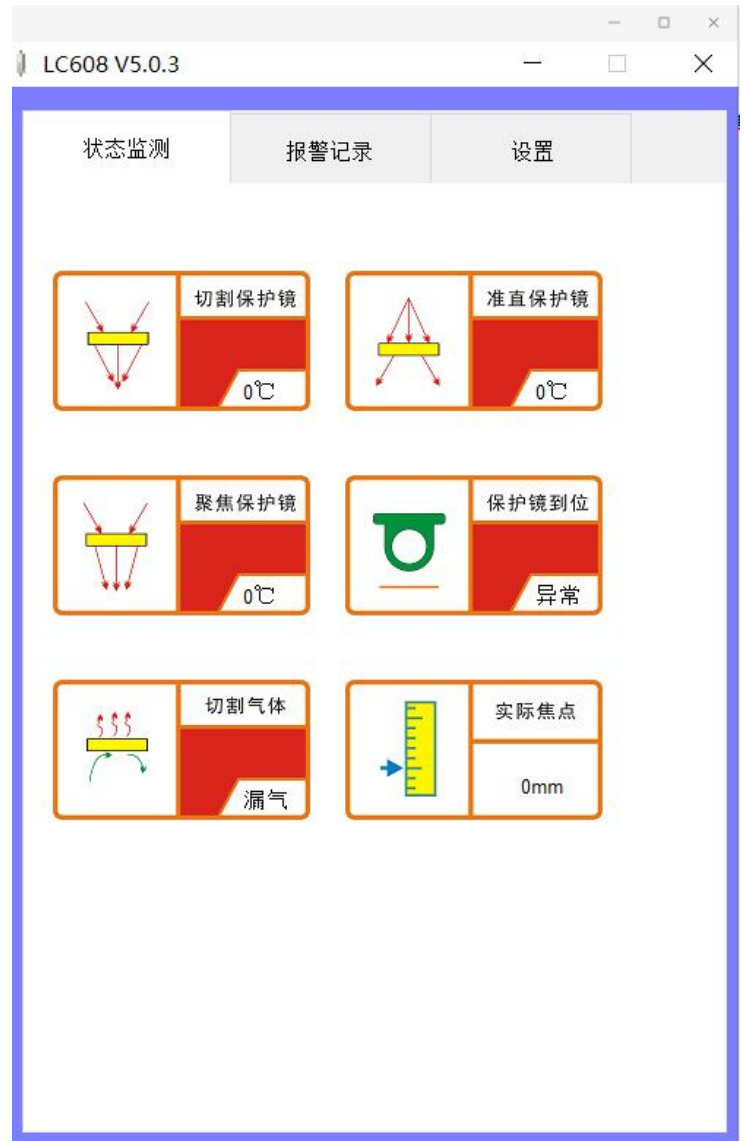 LC608 V5.0.3
状态监测
报警记录
设置
切割保护镜
0℃
准直保护镜
0℃
聚焦保护镜
0℃
保护镜到位
异常
切割气体
漏气
实际焦点
0mm